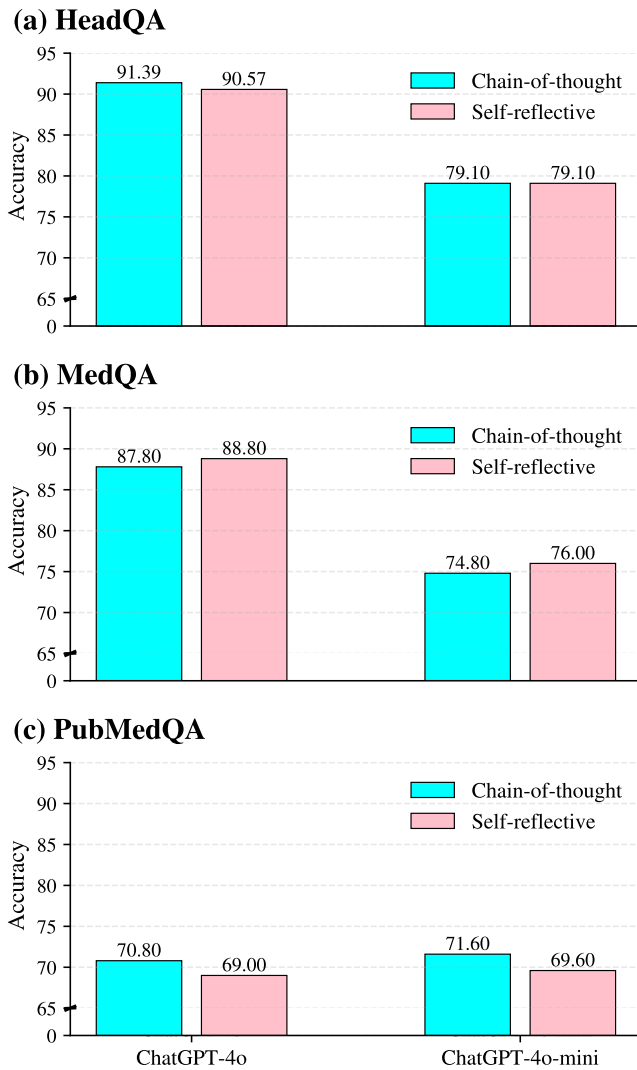 (a) HeadQA
95
90
85
80
75
70
65
0
Accuracy
91.39
90.57
79.10
79.10
Chain-of-thought
Self-reflective
(b) MedQA
95
90
85
80
75
70
65
0
Accuracy
87.80
88.80
74.80
76.00
Chain-of-thought
Self-reflective
(c) PubMedQA
95
90
85
80
75
70
65
0
Accuracy
70.80
69.00
71.60
69.60
Chain-of-thought
Self-reflective
ChatGPT-4o
ChatGPT-4o-mini